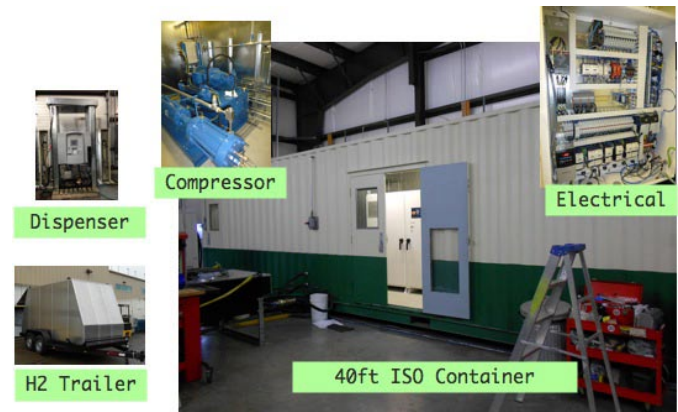 Compressor
Electrical
Dispenser
H2 Trailer
40ft ISO Container